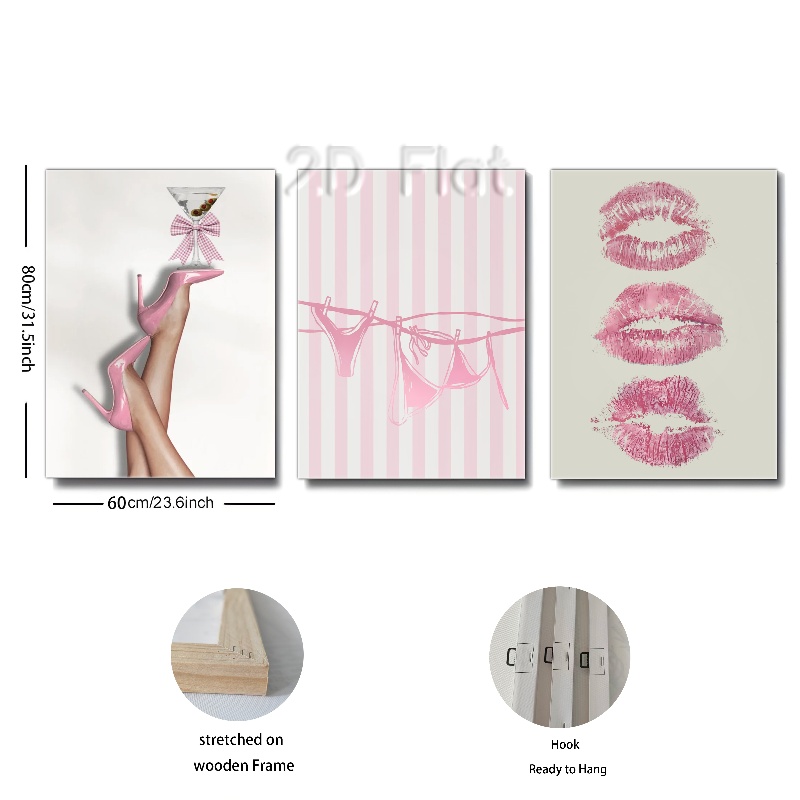 2D Flat
80cm/31.5inch
60cm/23.6inch
stretched on
wooden Frame
Hook
Ready to Hang